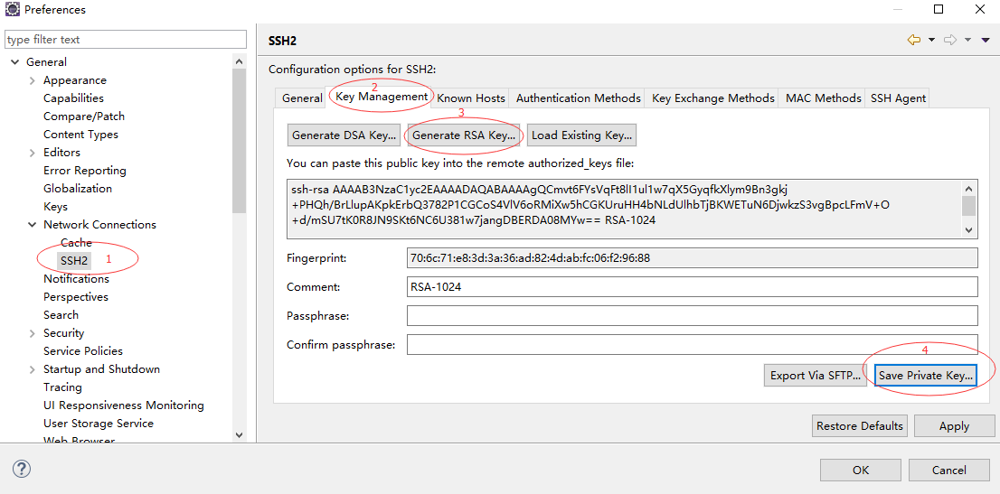 Preferences
type filter text
General
Appearance
Capabilities
Compare/Patch
Content Types
Editors
Error Reporting
Globalization
Keys
Network Connections
Cache
SSH2 1
Notifications
Perspectives
Search
Security
Service Policies
Startup and Shutdown
Tracing
UI Responsiveness Monitoring
User Storage Service
Web Browser
SSH2
Configuration options for SSH2:
2
General Key Management Known Hosts Authentication Methods Key Exchange Methods MAC Methods SSH Agent
3
Generate DSA Key... Generate RSA Key... Load Existing Key...
You can paste this public key into the remote authorized_keys file:
ssh-rsa AAAAB3NzaC1yc2EAAAADAQABAAAAgQCmvt6FYsVqFt8lI1ul1w7qX5GyqfkXlym9Bn3gkj
+PHQh/BrLlupAKpkErbQ3782P1CGCoS4VlV6oRMiXw5hCGKUruHH4bNLdUlhbTjBKWETuN6DjwkzS3vgBpcLFmV+O
+d/mSU7tK0R8JN9SKt6NC6U381w7jangDBERDA08MYw== RSA-1024
Fingerprint: 70:6c:71:e8:3d:3a:36:ad:82:4d:ab:fc:06:f2:96:88
Comment: RSA-1024
Passphrase:
Confirm passphrase:
4
Export Via SFTP... Save Private Key...
Restore Defaults Apply
OK Cancel